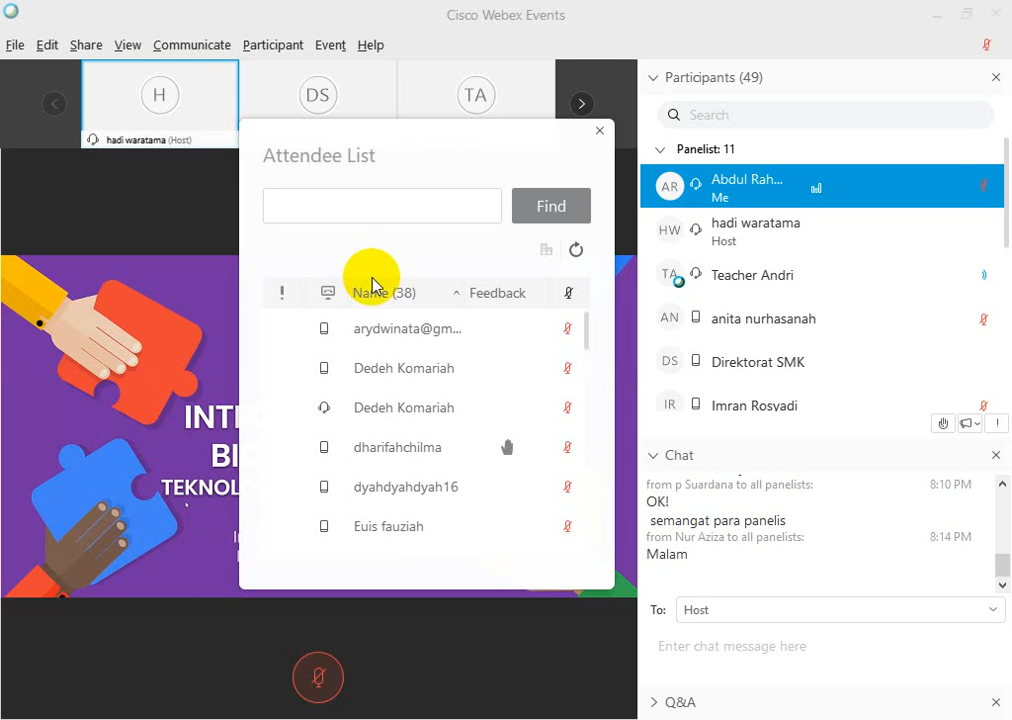 Cisco Webex Events
File Edit Share View Communicate Participant Event Help
H DS TA
hadi waratama (Host)
Attendee List
Find
! Name (38) Feedback
arydwinata@gm...
Dedeh Komariah
Dedeh Komariah
dharifahchilma
dyahdyahdyah16
Euis fauziah
INT
BI
TEKNOL
Participants (49)
Search
Panelist: 11
AR Abdul Rah...
Me
HW hadi waratama
Host
TA Teacher Andri
AN anita nurhasanah
DS Direktorat SMK
IR Imran Rosyadi
!
Chat
from p Suardana to all panelists: 8:10 PM
OK!
semangat para panelis
from Nur Aziza to all panelists: 8:14 PM
Malam
To: Host
Enter chat message here
Q&A